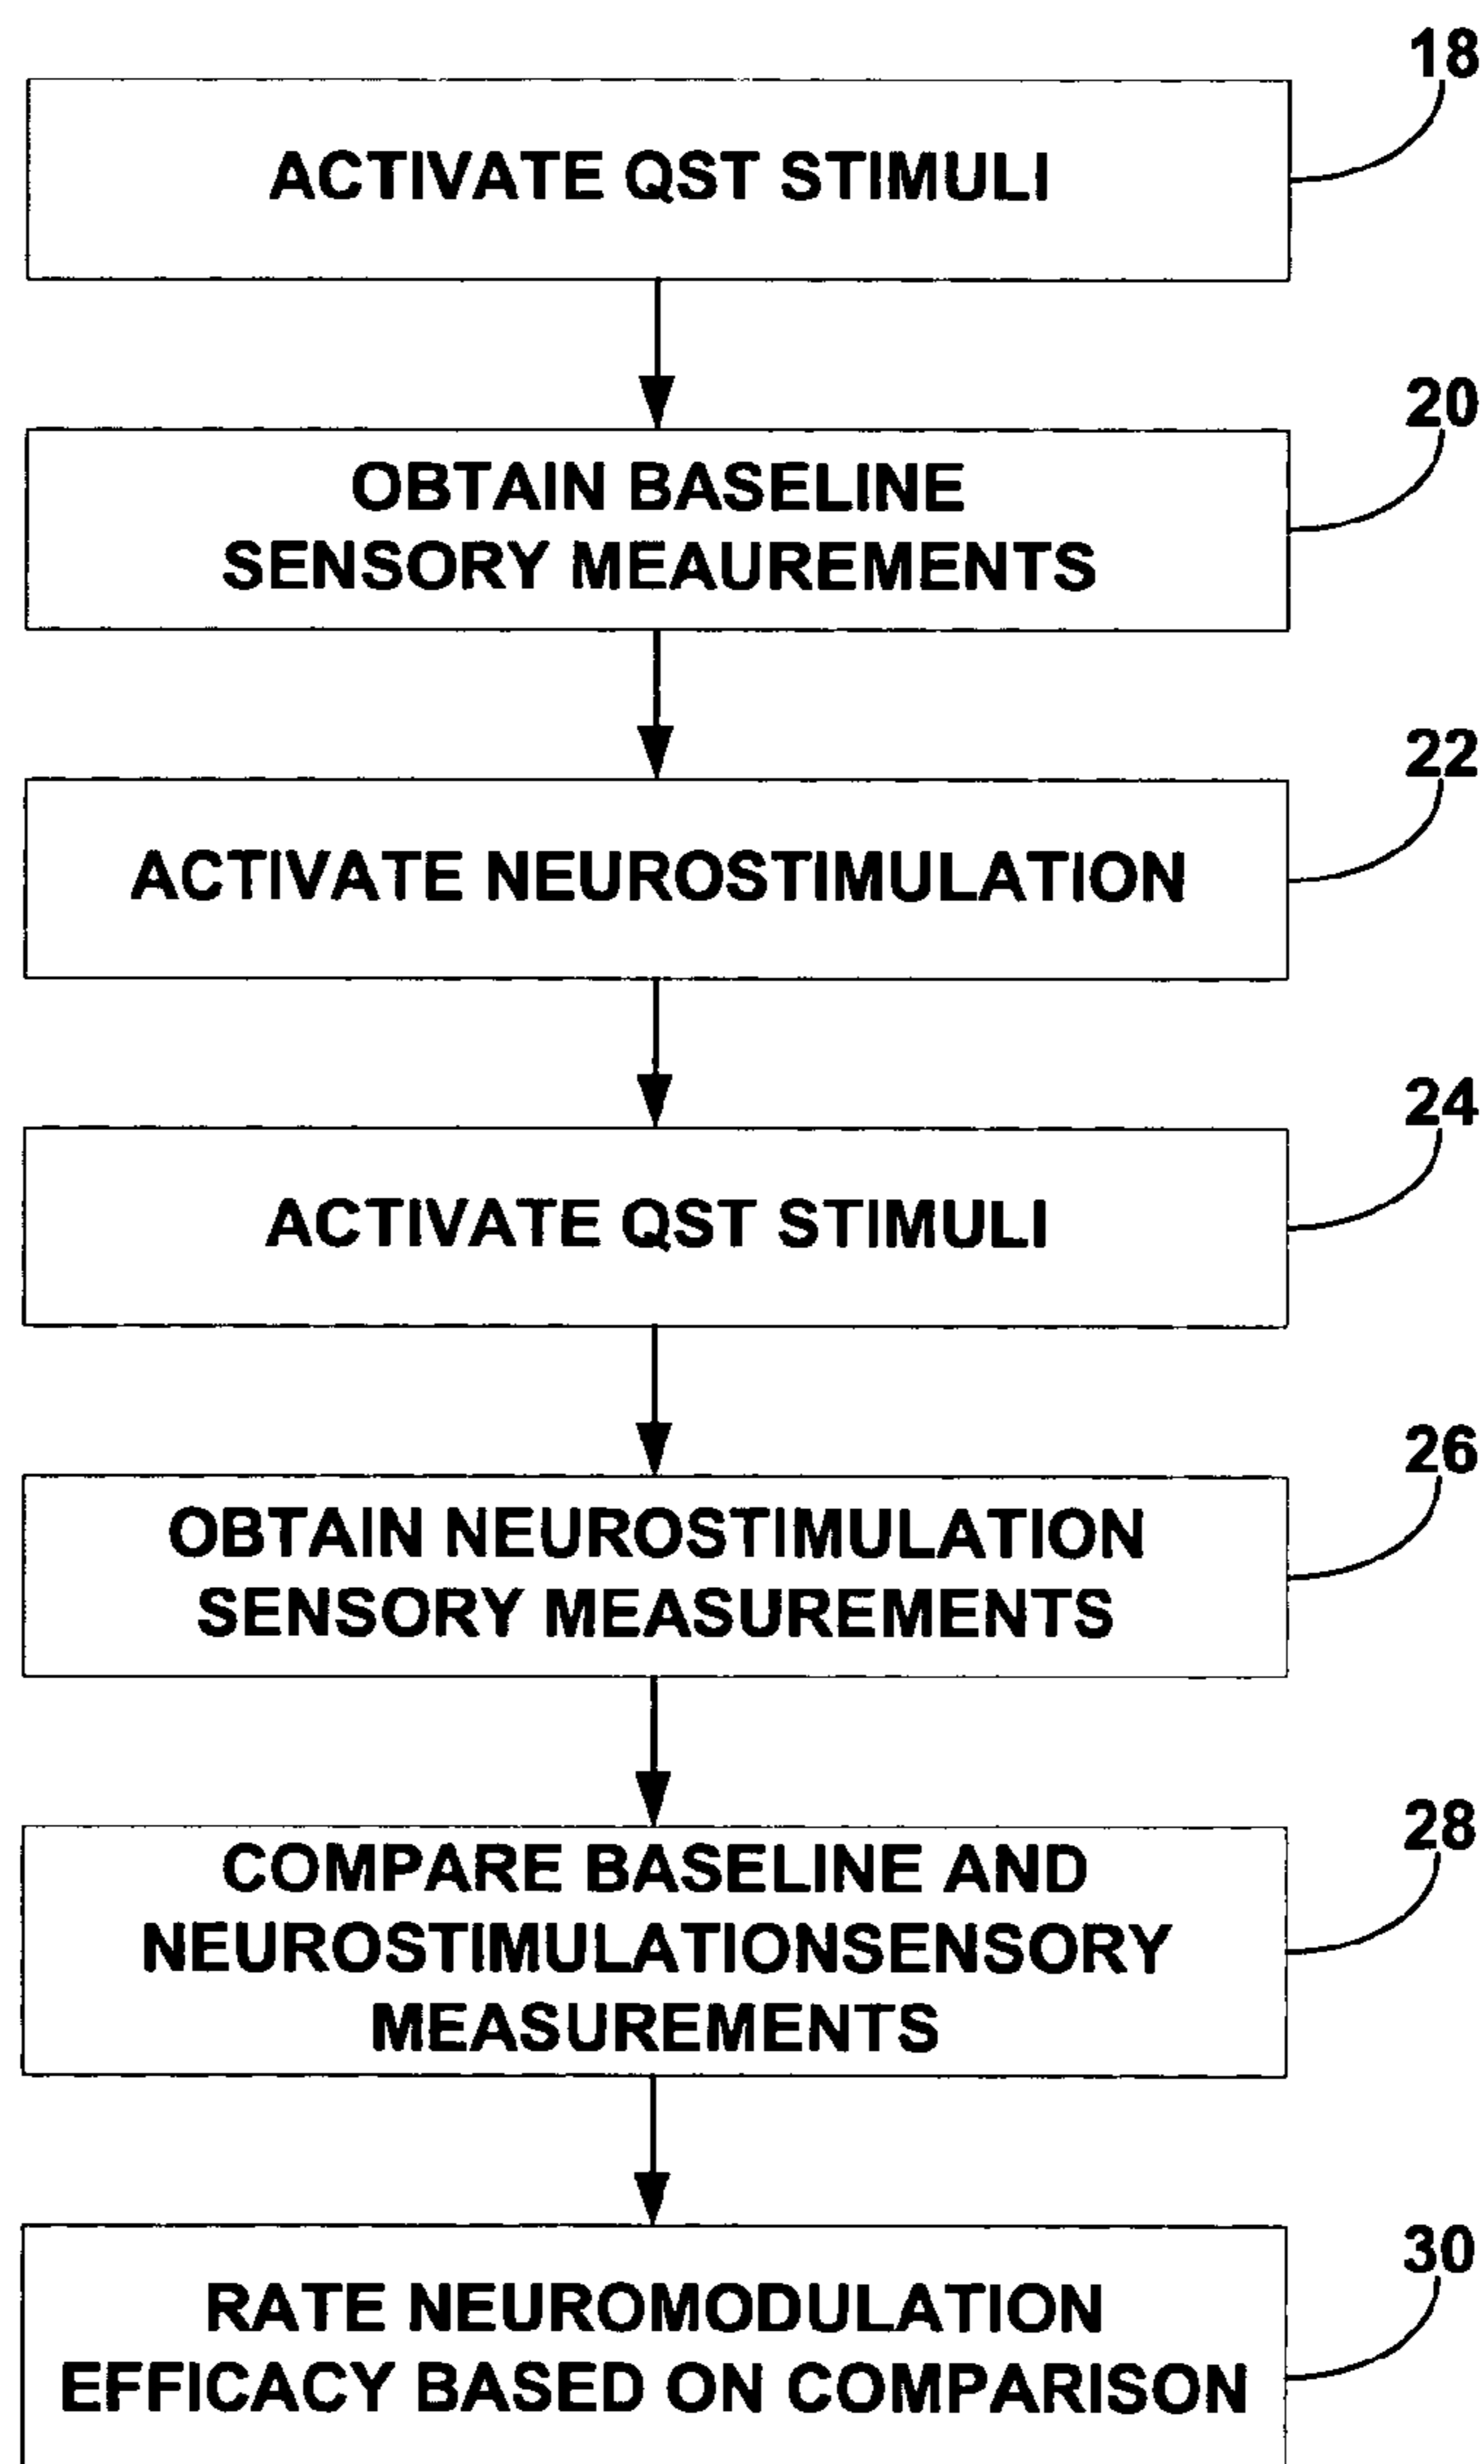 18
ACTIVATE QST STIMULI
20
OBTAIN BASELINE
SENSORY MEAUREMENTS
22
ACTIVATE NEUROSTIMULATION
24
ACTIVATE QST STIMULI
26
OBTAIN NEUROSTIMULATION
SENSORY MEASUREMENTS
28
COMPARE BASELINE AND
NEUROSTIMULATIONSENSORY
MEASUREMENTS
30
RATE NEUROMODULATION
EFFICACY BASED ON COMPARISON